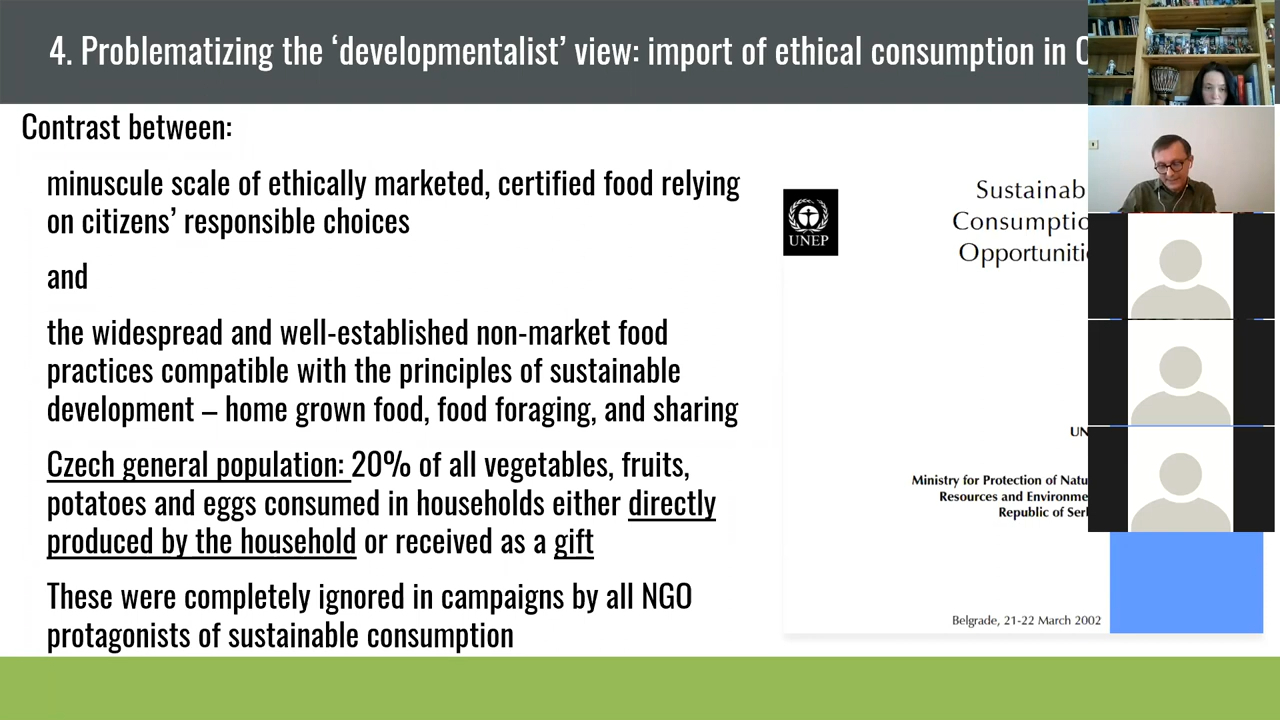 4. Problematizing the ‘developmentalist’ view: import of ethical consumption in
Contrast between:
minuscule scale of ethically marketed, certified food relying
on citizens’ responsible choices
and
the widespread and well-established non-market food
practices compatible with the principles of sustainable
development – home grown food, food foraging, and sharing
Czech general population: 20% of all vegetables, fruits,
potatoes and eggs consumed in households either directly
produced by the household or received as a gift
These were completely ignored in campaigns by all NGO
protagonists of sustainable consumption
UNEP
Sustainab
Consumptio
Opportuniti
UN
Ministry for Protection of Natu
Resources and Environme
Republic of Serb
Belgrade, 21-22 March 2002